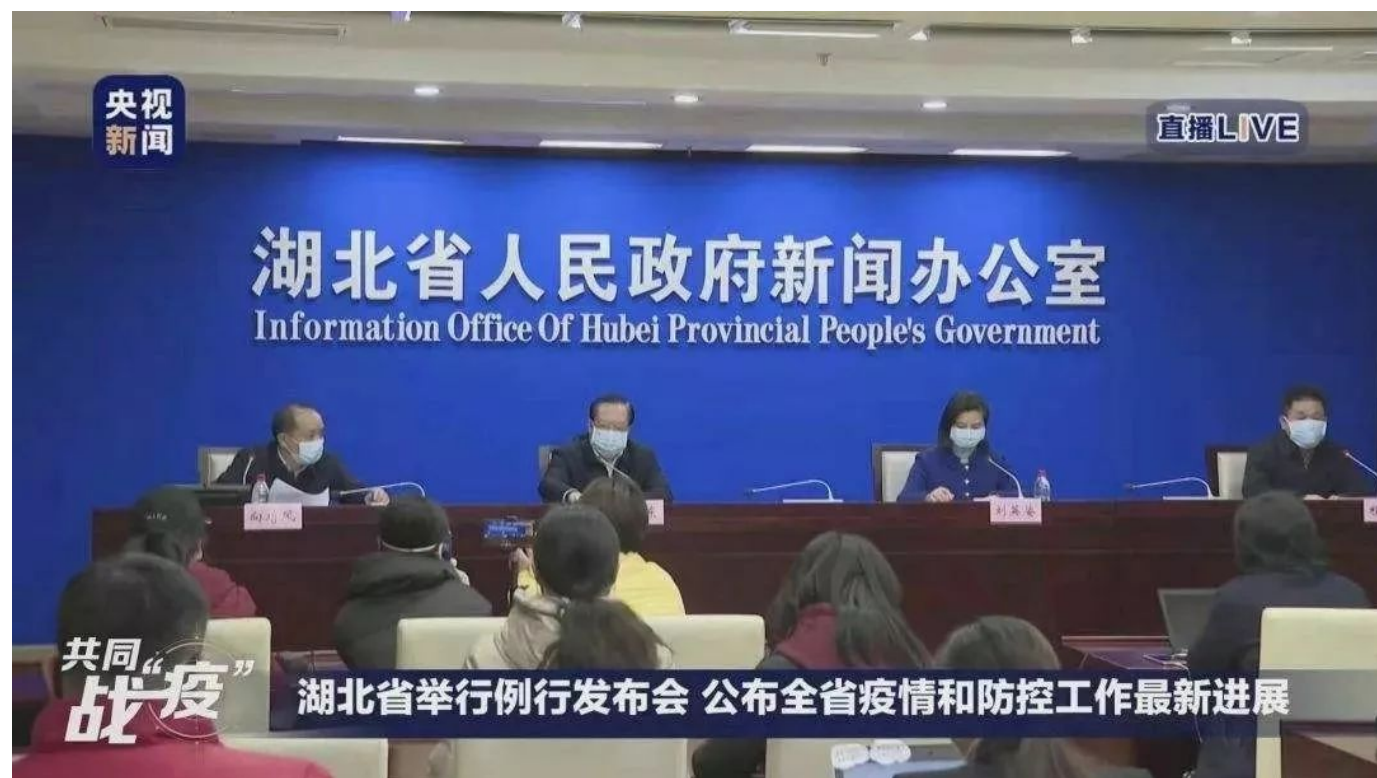 央视
新闻
直播LIVE
湖北省人民政府新闻办公室
Information Office Of Hubei Provincial People's Government
刘英姿
共同
战“疫”
湖北省举行例行发布会 公布全省疫情和防控工作最新进展